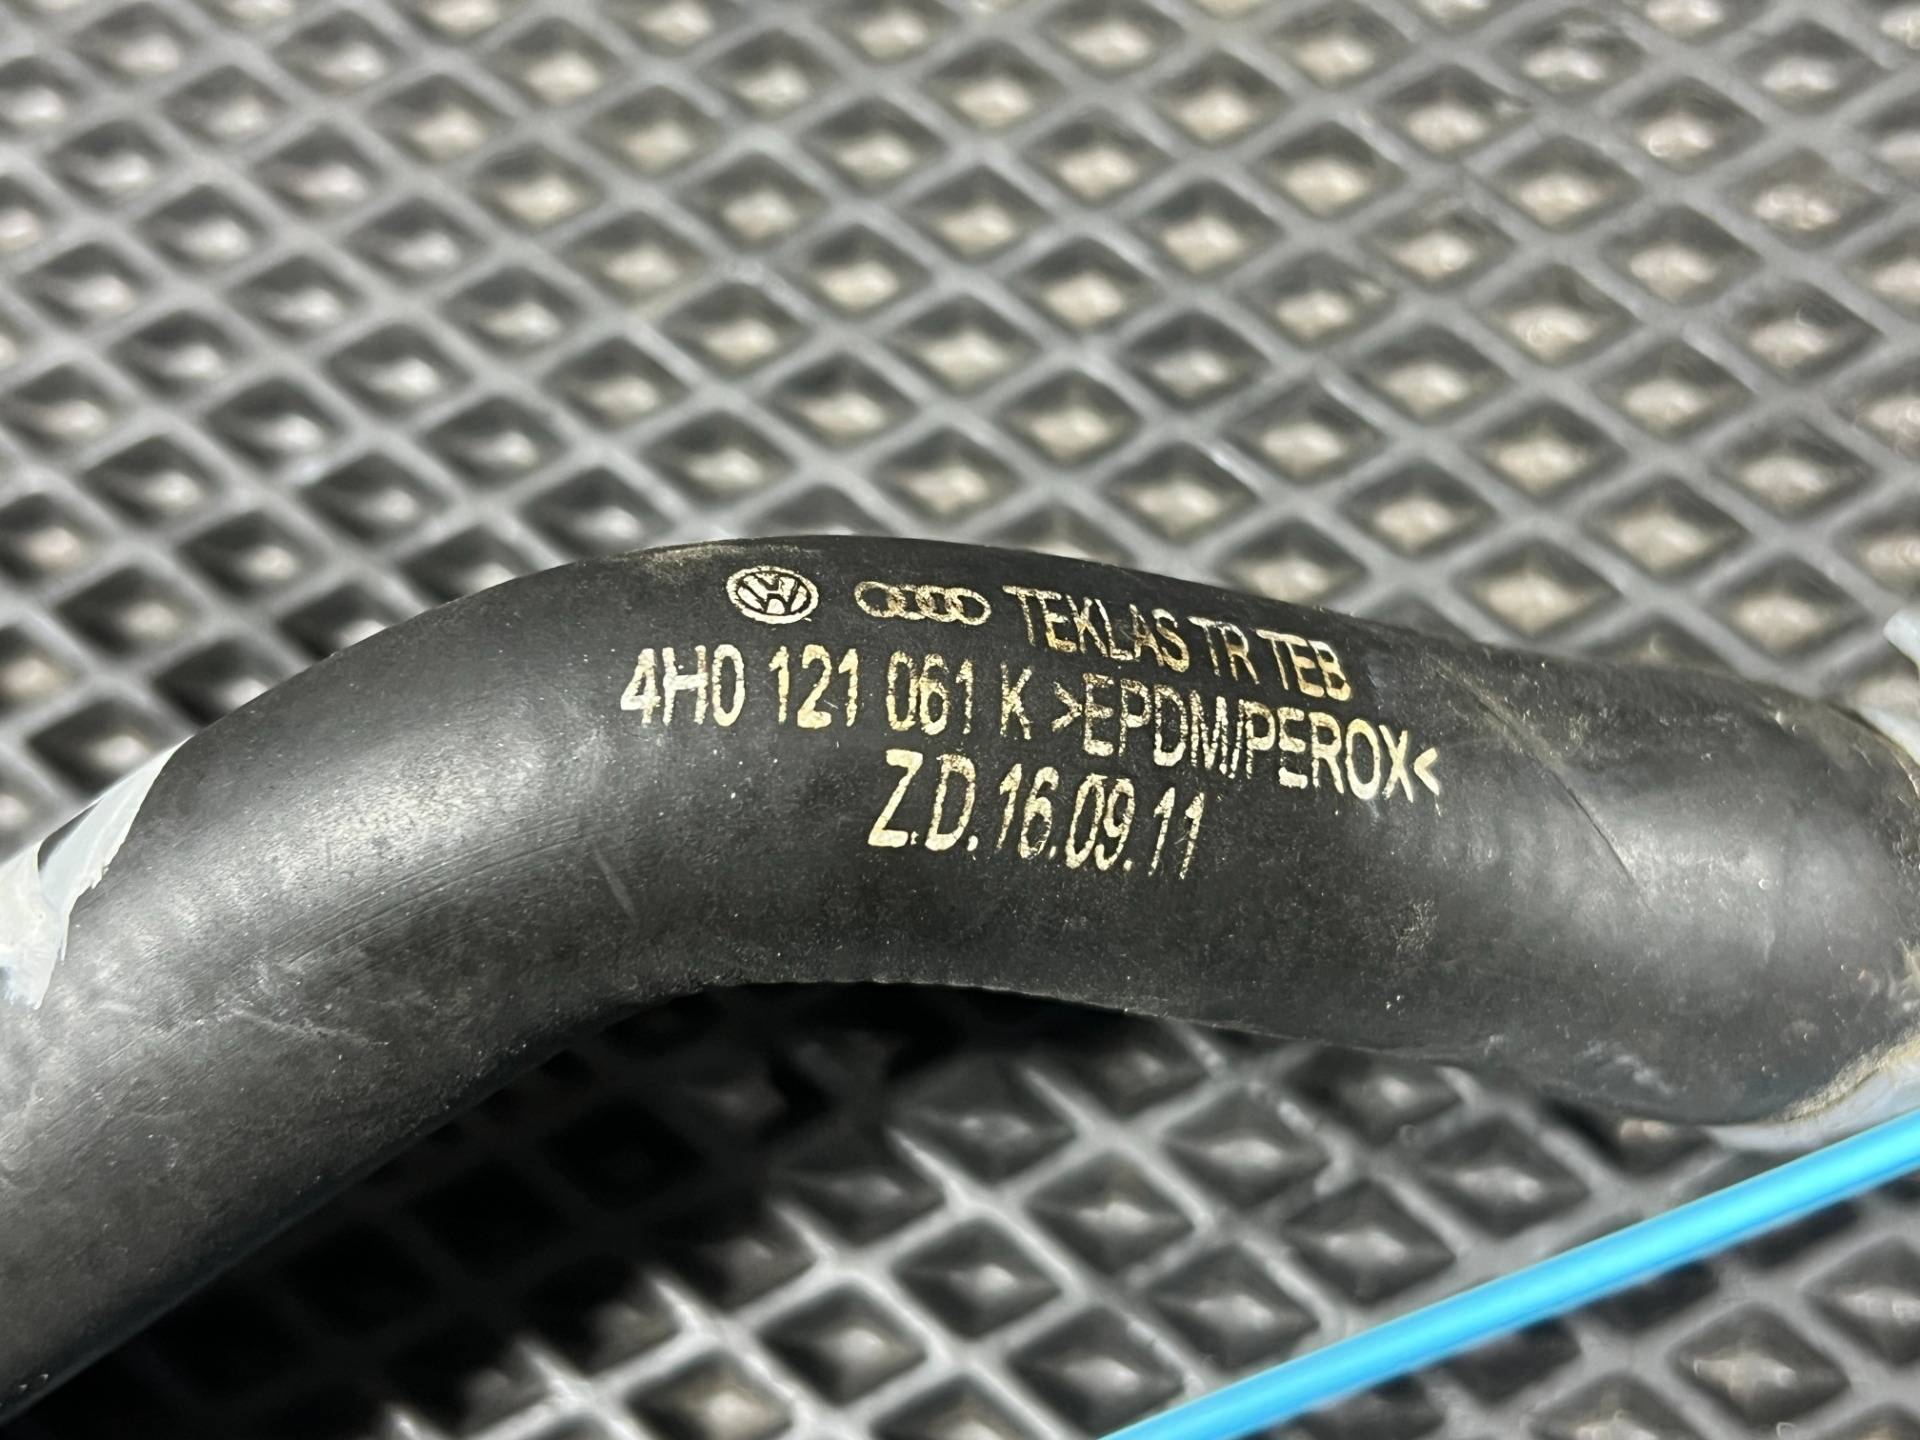 TEKLAS TR TEB
4H0 121 061 K >EPDM/PEROX<
Z.D. 16.09.11